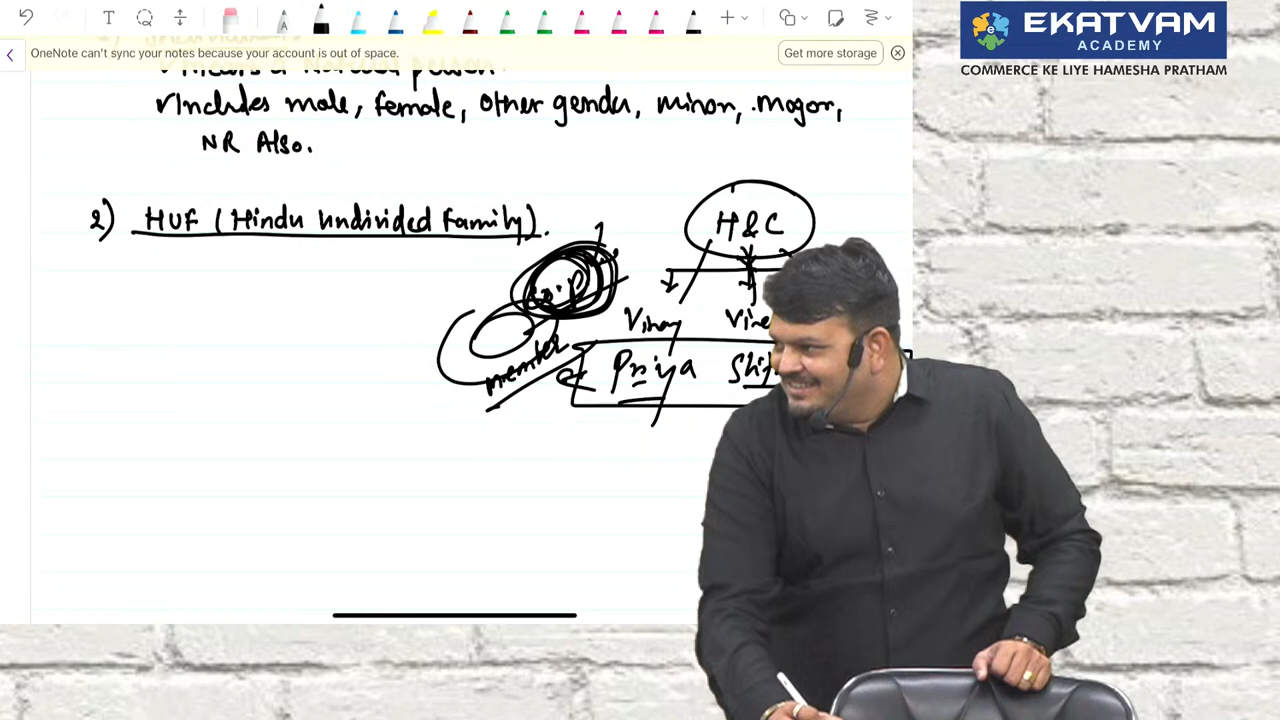 EKATVAM
ACADEMY
COMMERCE KE LIYE HAMESHA PRATHAM
OneNote can't sync your notes because your account is out of space.
Get more storage
person.
Includes male, female, other gender, minor, major,
NR Also.
2) HUF (Hindu Undivided Family).
H & C
Vinay
Priya
member